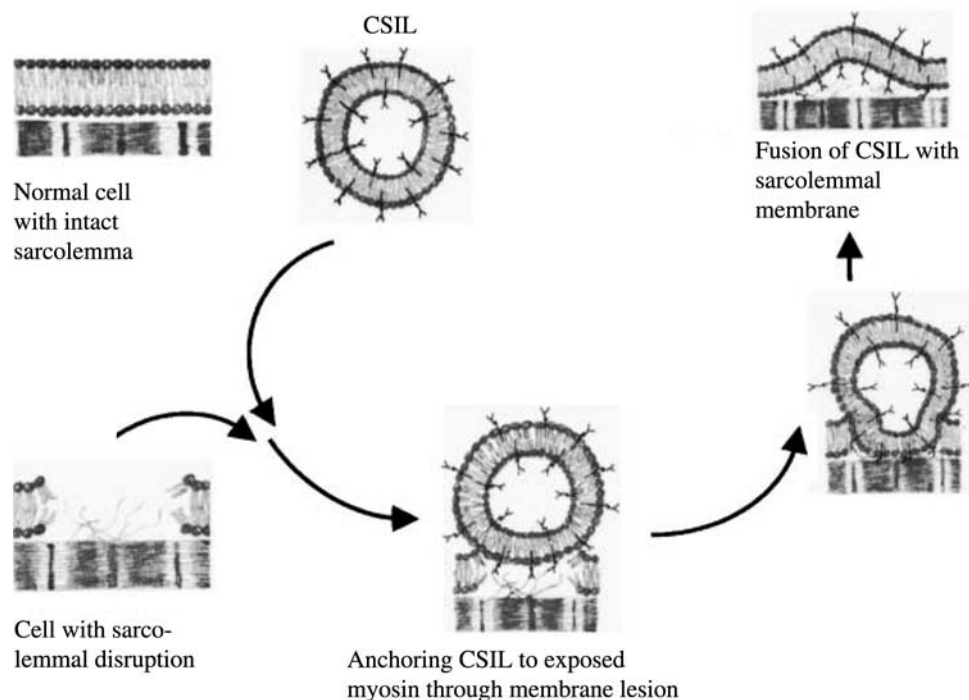 CSIL
Normal cell
with intact
sarcolemma
Fusion of CSIL with
sarcolemmal
membrane
Cell with sarco-
lemmal disruption
Anchoring CSIL to exposed
myosin through membrane lesion